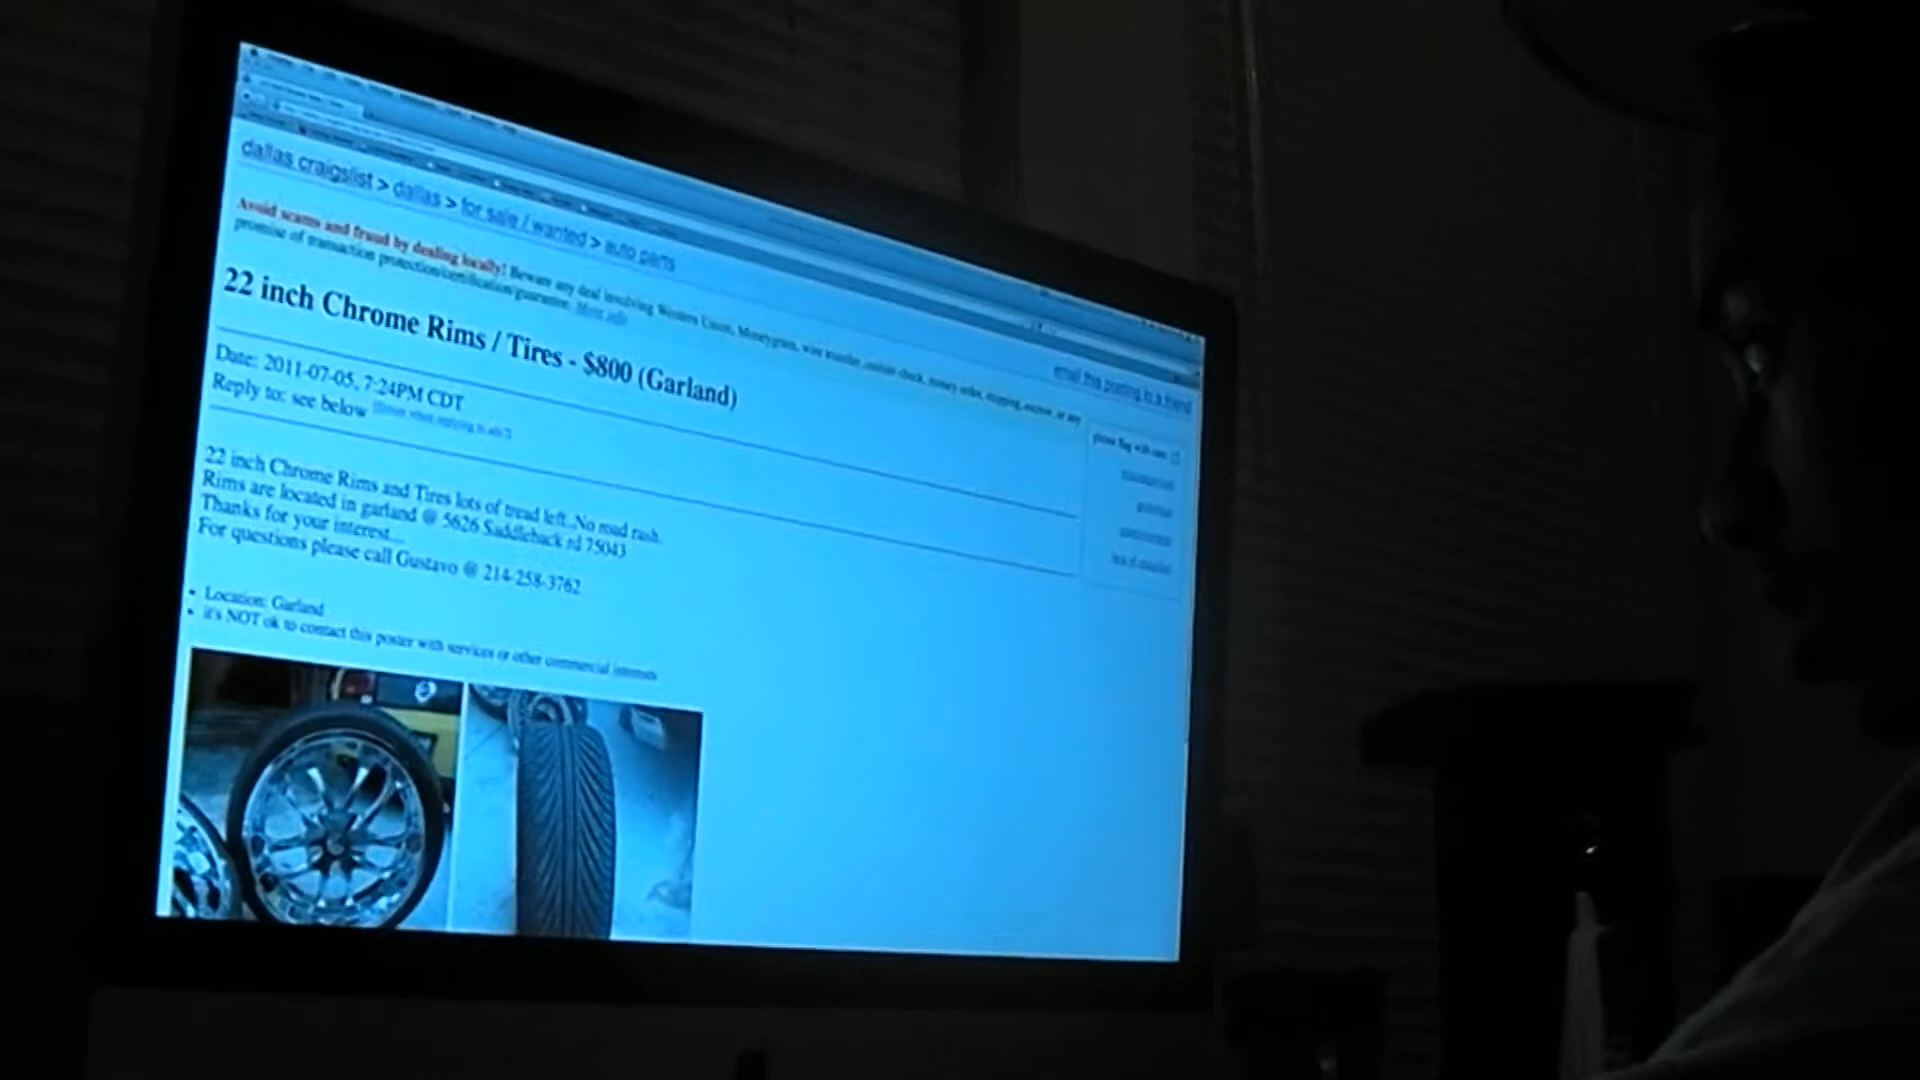 dallas craigslist > dallas > for sale / wanted > auto parts
Avoid scams and fraud by dealing locally! Beware any deal involving Western Union, Moneygram, wire transfer, cashier check, money order, shipping, escrow, or any
promise of transaction protection/certification/guarantee. More info
email this posting to a friend
22 inch Chrome Rims / Tires - $800 (Garland)
please flag with care:
Date: 2011-07-05, 7:24PM CDT
Reply to: see below
22 inch Chrome Rims and Tires lots of tread left..No road rash.
Rims are located in garland @ 5626 Saddleback rd 75043
Thanks for your interest...
For questions please call Gustavo @ 214-258-3762
Location: Garland
it's NOT ok to contact this poster with services or other commercial interests